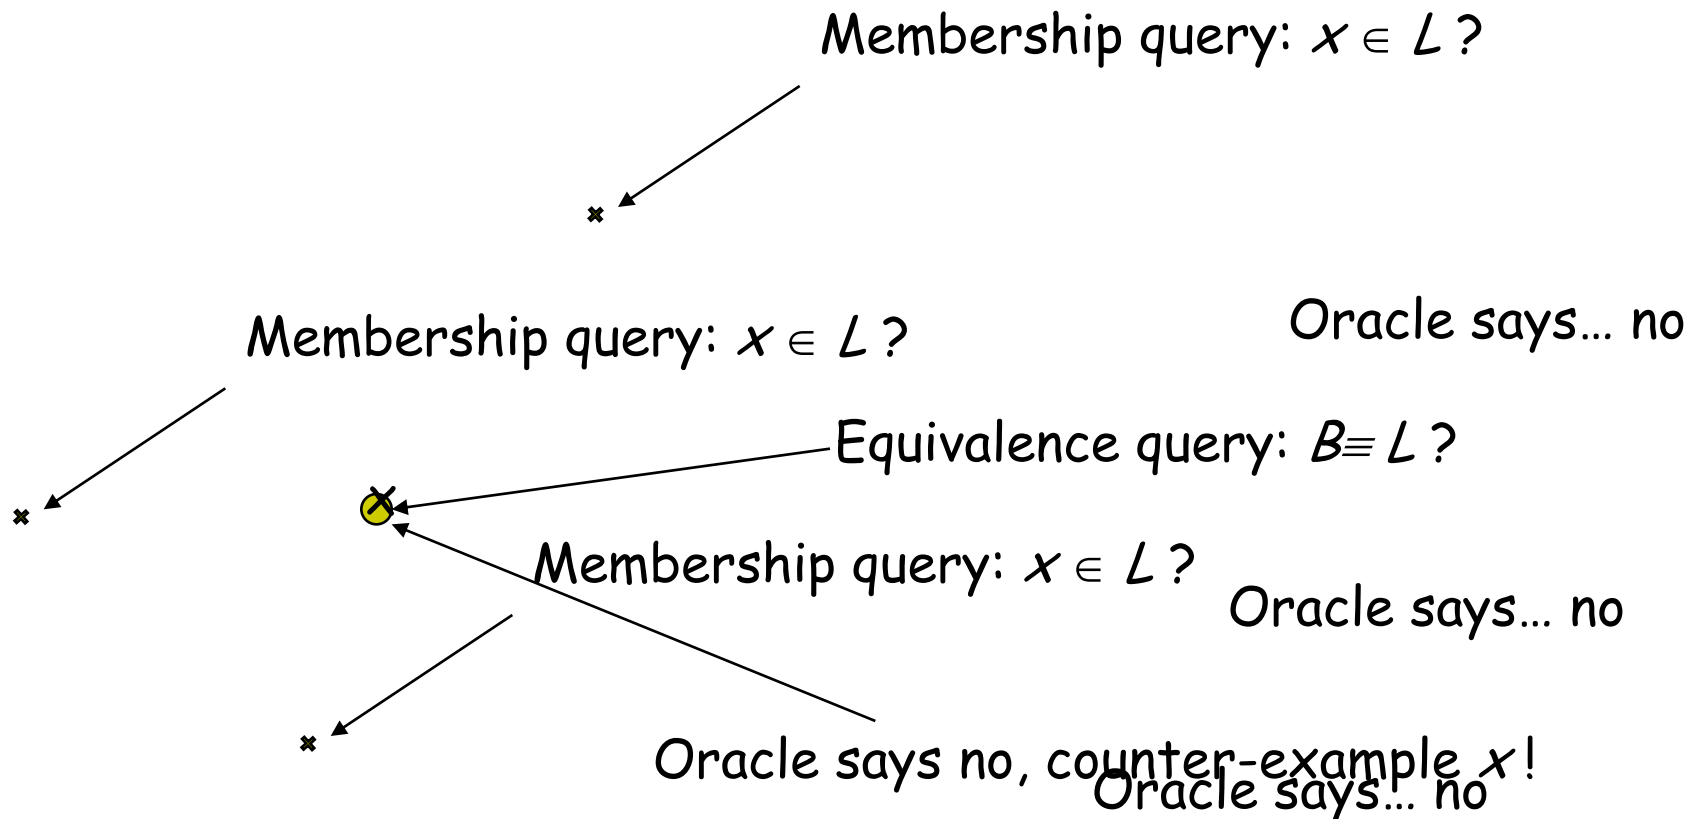 Membership query: x ∈ L ?
Oracle says... no
Membership query: x ∈ L ?
Equivalence query: B≡ L ?
Membership query: x ∈ L ?
Oracle says... no
Oracle says no, counter-example x !
Oracle says... no